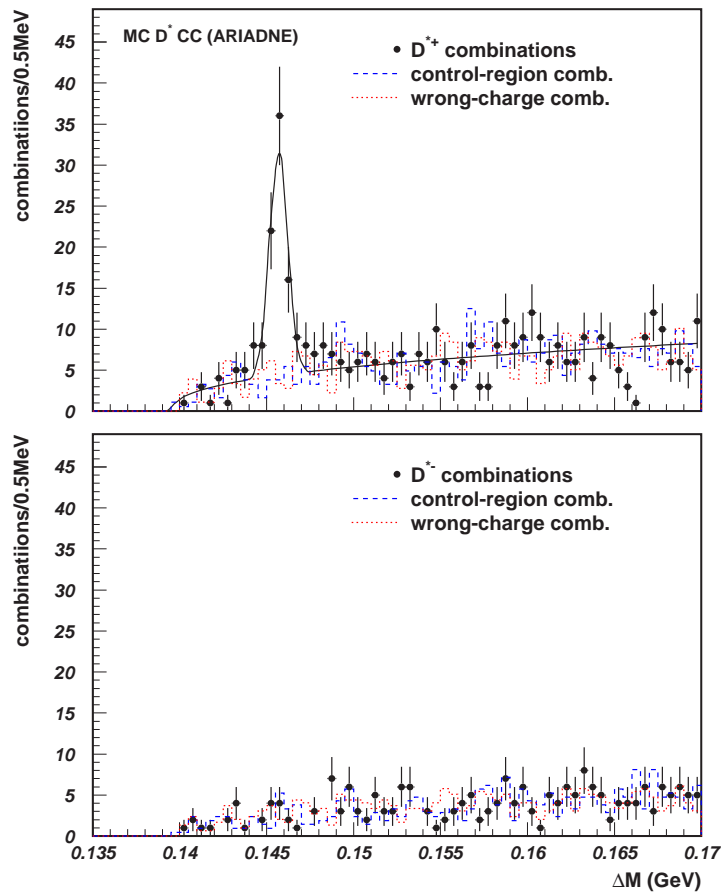 MC D* CC (ARIADNE)
D*+ combinations
control-region comb.
wrong-charge comb.
combinatiions/0.5MeV
45
40
35
30
25
20
15
10
5
0
D*- combinations
control-region comb.
wrong-charge comb.
combinatiions/0.5MeV
45
40
35
30
25
20
15
10
5
0
0.135 0.14 0.145 0.15 0.155 0.16 0.165 0.17
ΔM (GeV)